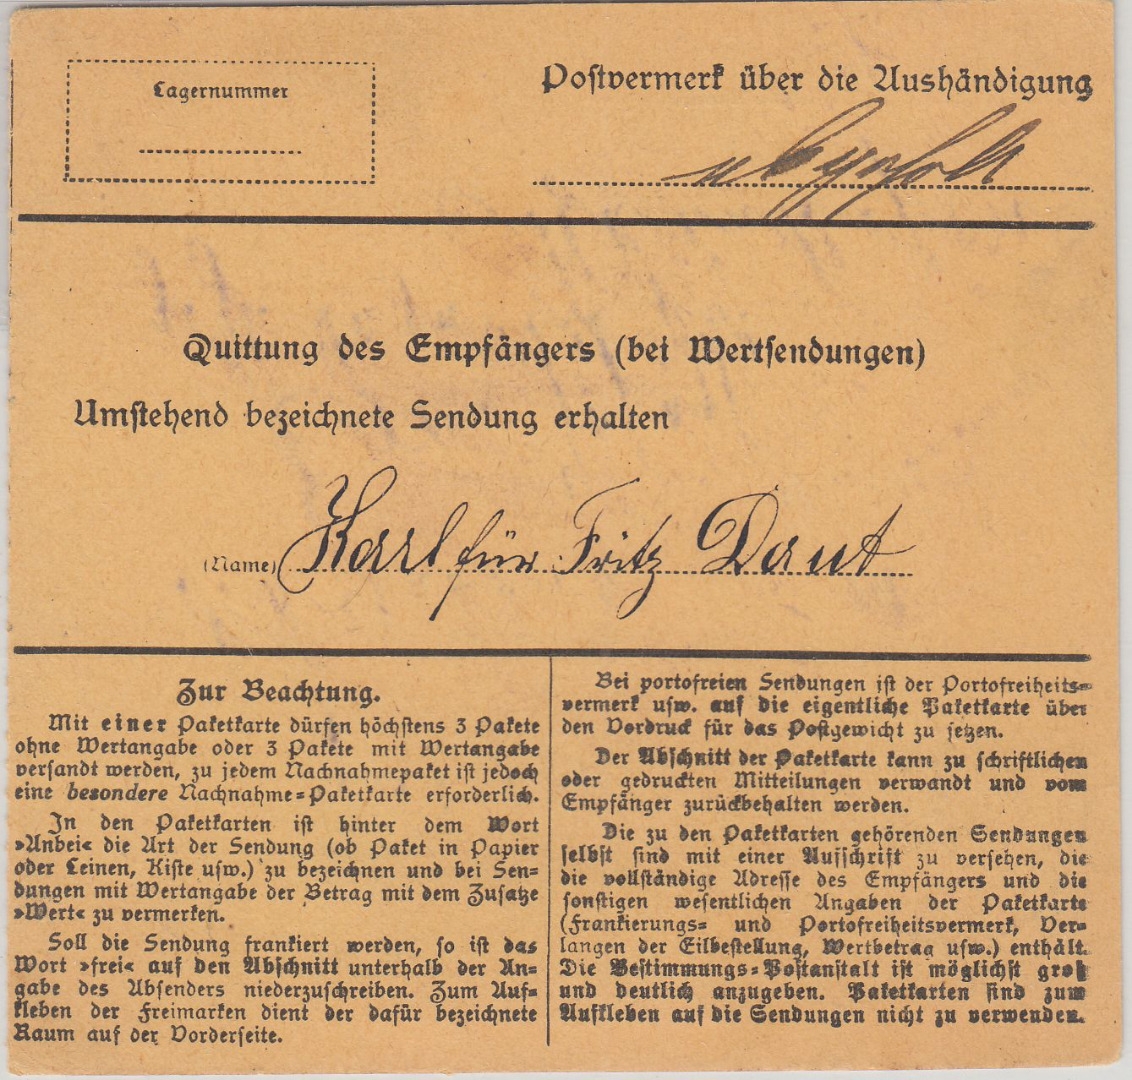 Lagernummer
Postvermerk über die Aushändigung
abgeholt
Quittung des Empfängers (bei Wertsendungen)
Umstehend bezeichnete Sendung erhalten
(Name) Karl für Fritz Daut
Zur Beachtung.
Mit einer Paketkarte dürfen höchstens 3 Pakete
ohne Wertangabe oder 3 Pakete mit Wertangabe
versandt werden, zu jedem Nachnahmepaket ist jedoch
eine besondere Nachnahme=Paketkarte erforderlich.
In den Paketkarten ist hinter dem Wort
»Anbei« die Art der Sendung (ob Paket in Papier
oder Leinen, Kiste usw.) zu bezeichnen und bei Sen=
dungen mit Wertangabe der Betrag mit dem Zusatze
»Wert« zu vermerken.
Soll die Sendung frankiert werden, so ist das
Wort »frei« auf den Abschnitt unterhalb der An=
gabe des Absenders niederzuschreiben. Zum Auf=
kleben der Freimarken dient der dafür bezeichnete
Raum auf der Vorderseite.
Bei portofreien Sendungen ist der Portofreiheits=
vermerk usw. auf die eigentliche Paketkarte über
den Vordruck für das Postgewicht zu setzen.
Der Abschnitt der Paketkarte kann zu schriftlichen
oder gedruckten Mitteilungen verwandt und vom
Empfänger zurückbehalten werden.
Die zu den Paketkarten gehörenden Sendungen
selbst sind mit einer Aufschrift zu versehen, die
die vollständige Adresse des Empfängers und die
sonstigen wesentlichen Angaben der Paketkarte
(Frankierungs= und Portofreiheitsvermerk, Ver=
langen der Eilbestellung, Wertbetrag usw.) enthält.
Die Bestimmungs=Postanstalt ist möglichst groß
und deutlich anzugeben. Paketkarten sind zum
Aufkleben auf die Sendungen nicht zu verwenden.